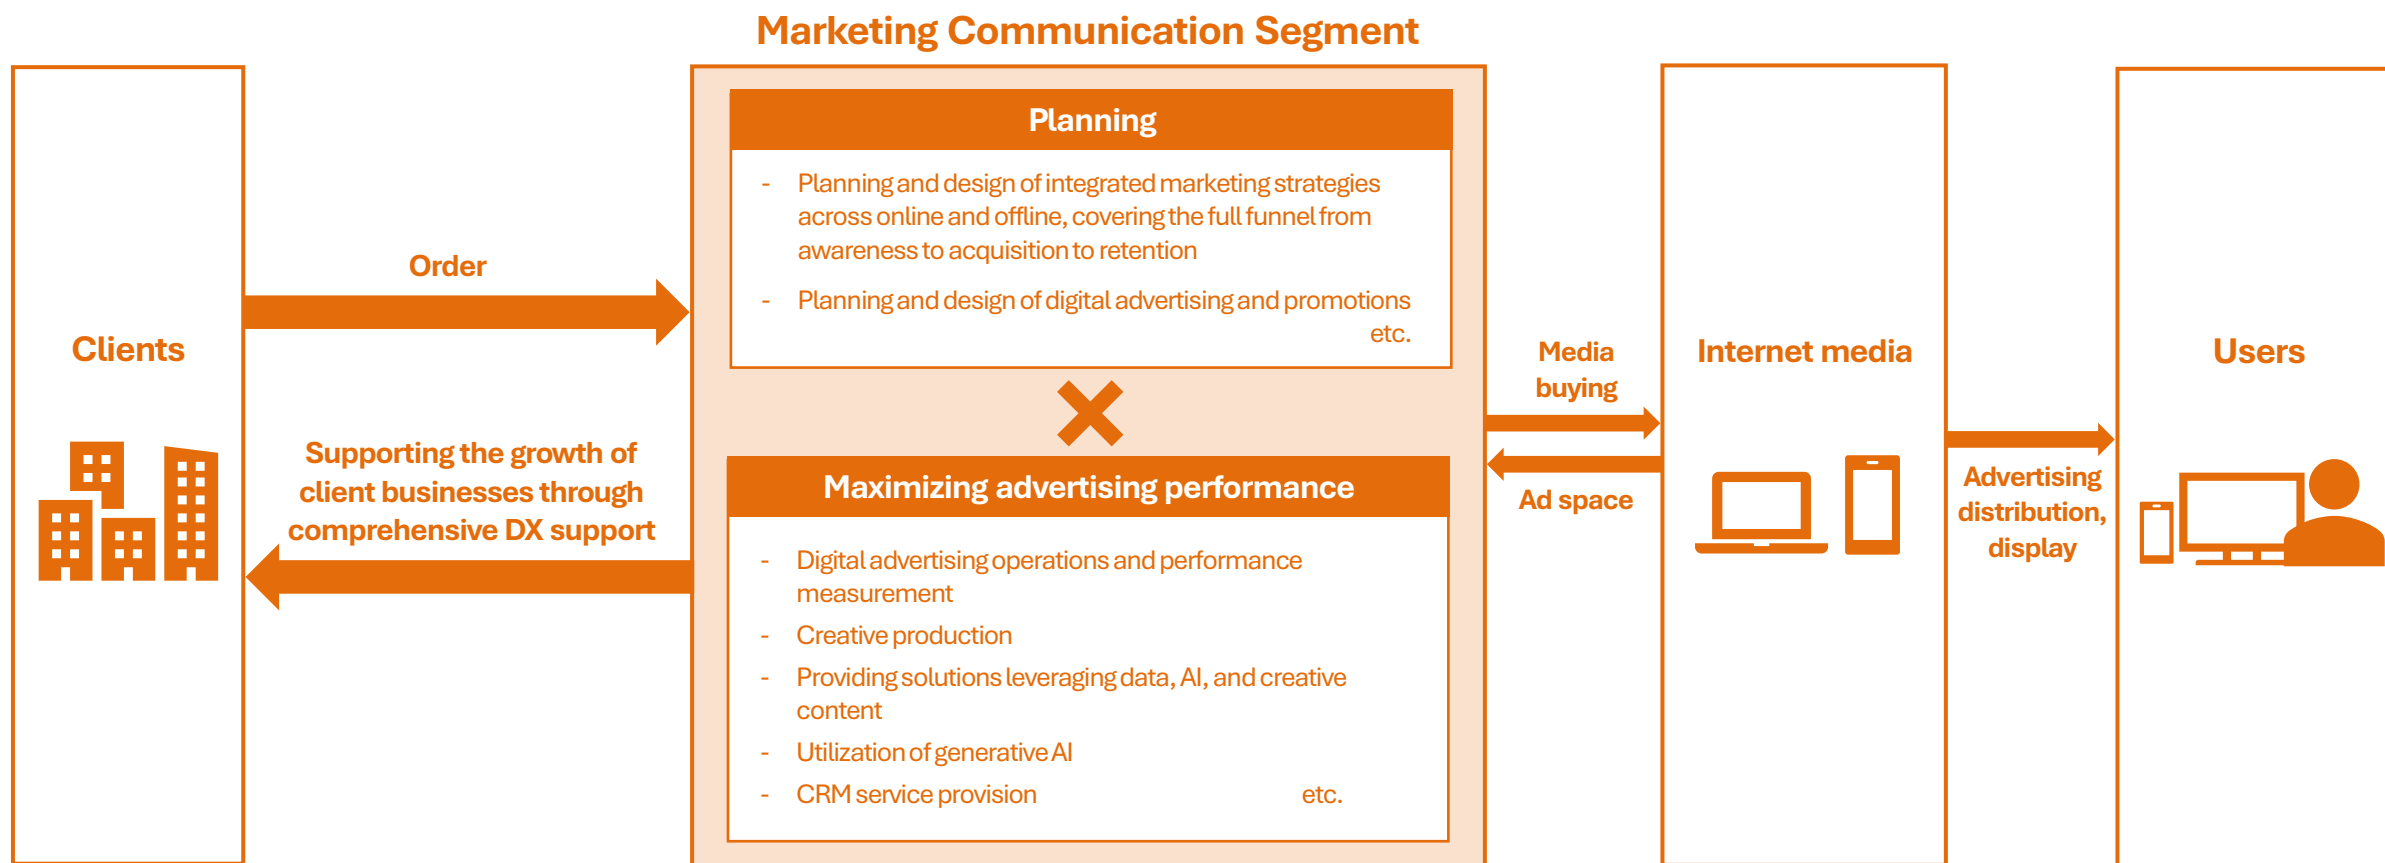 Marketing Communication Segment
Clients
Order
Supporting the growth of
client businesses through
comprehensive DX support
Planning
- Planning and design of integrated marketing strategies
across online and offline, covering the full funnel from
awareness to acquisition to retention
- Planning and design of digital advertising and promotions
etc.
Maximizing advertising performance
- Digital advertising operations and performance
measurement
- Creative production
- Providing solutions leveraging data, AI, and creative
content
- Utilization of generative AI
- CRM service provision etc.
Media
buying
Ad space
Internet media
Advertising
distribution,
display
Users